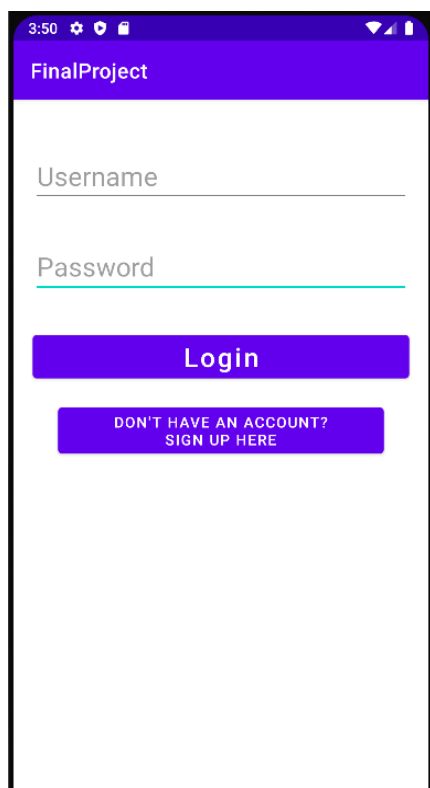 3:50
FinalProject
Username
Password
Login
DON'T HAVE AN ACCOUNT?
SIGN UP HERE